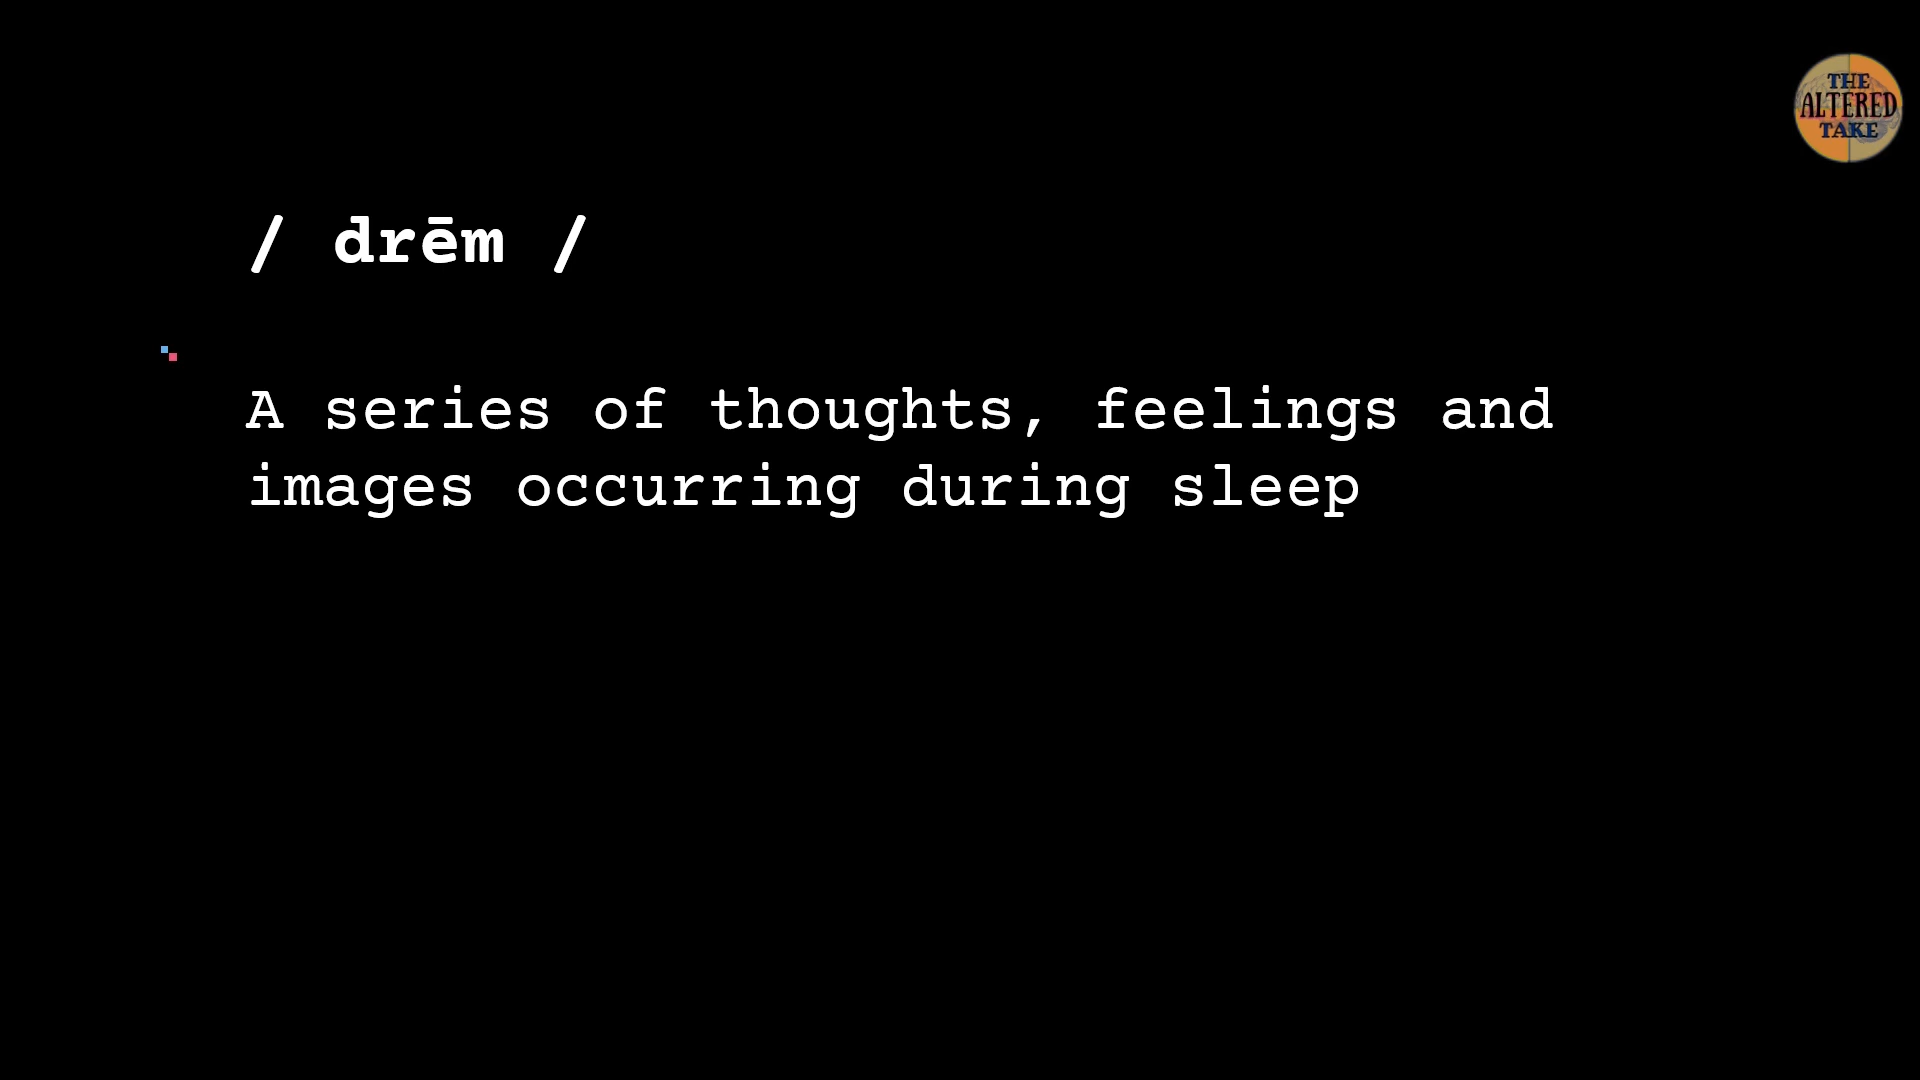 THE
ALTERED
TAKE
/ drēm /
A series of thoughts, feelings and
images occurring during sleep